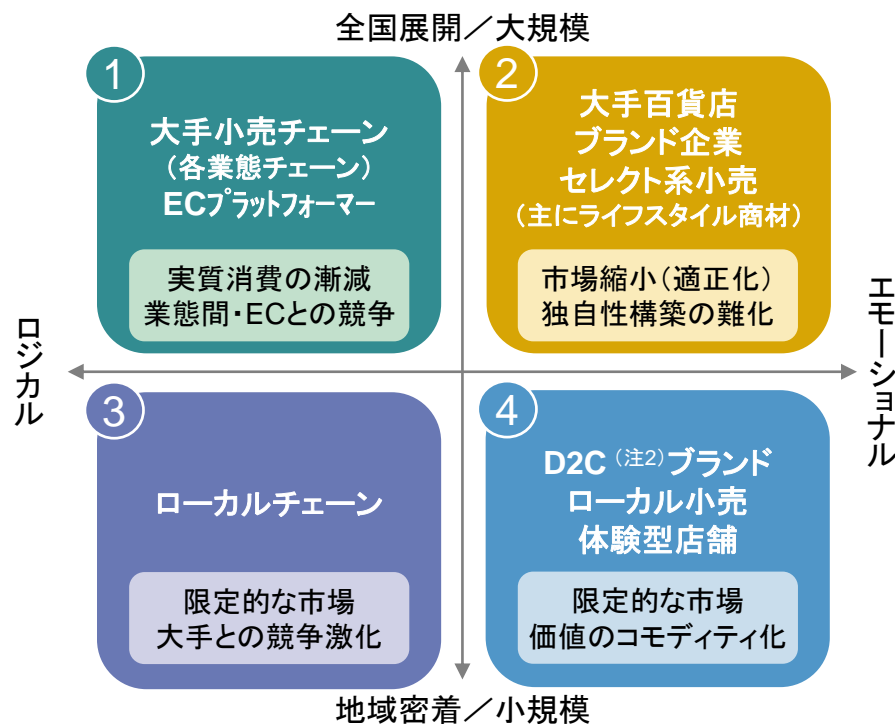 全国展開／大規模
1
大手小売チェーン
（各業態チェーン）
ECプラットフォーマー
実質消費の漸減
業態間・ECとの競争
2
大手百貨店
ブランド企業
セレクト系小売
（主にライフスタイル商材）
市場縮小（適正化）
独自性構築の難化
ロジカル
エモーショナル
3
ローカルチェーン
限定的な市場
大手との競争激化
4
D2C（注2）ブランド
ローカル小売
体験型店舗
限定的な市場
価値のコモディティ化
地域密着／小規模